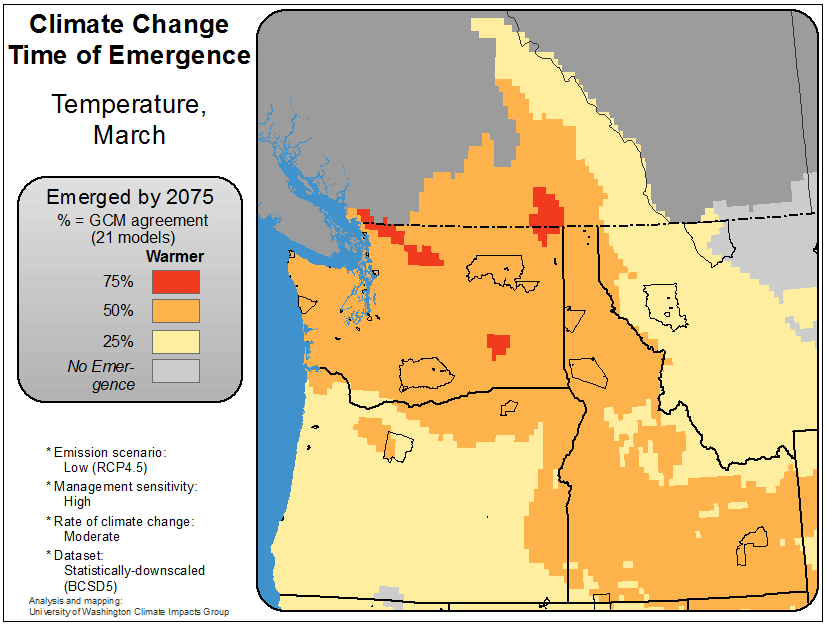 Climate Change
Time of Emergence
Temperature,
March
Emerged by 2075
% = GCM agreement
(21 models)
Warmer
75%
50%
25%
No Emer-
gence
* Emission scenario:
Low (RCP4.5)
* Management sensitivity:
High
* Rate of climate change:
Moderate
* Dataset:
Statistically-downscaled
(BCSD5)
Analysis and mapping:
University of Washington Climate Impacts Group